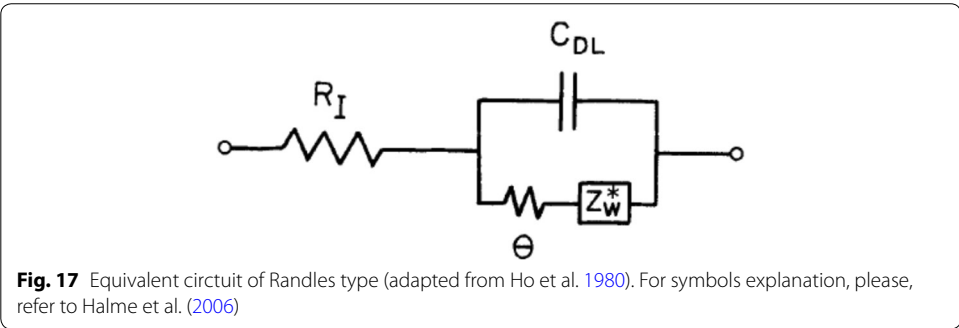 C_DL
R_I
Z*_W
Θ
Fig. 17 Equivalent circtuit of Randles type (adapted from Ho et al. 1980). For symbols explanation, please,
refer to Halme et al. (2006)